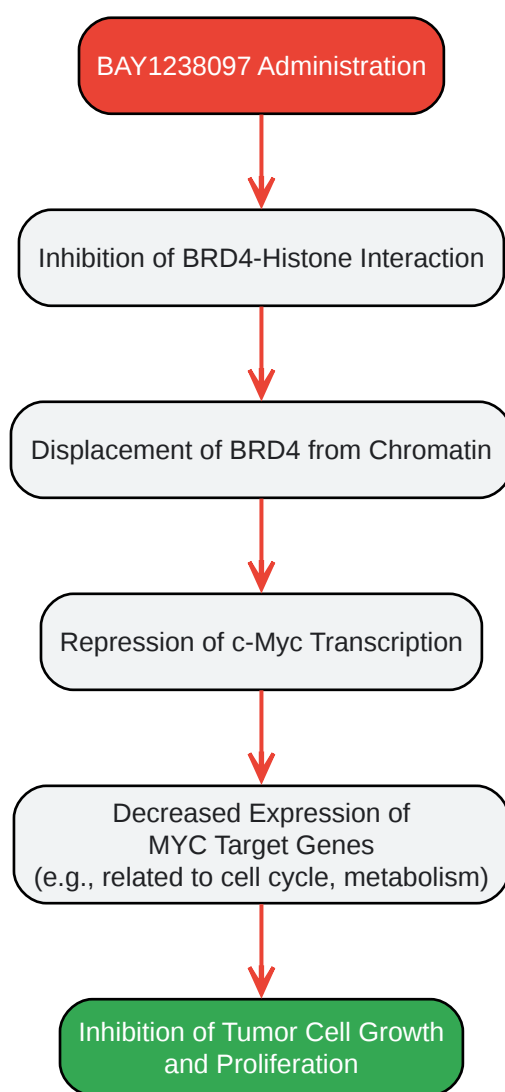 BAY1238097 Administration
Inhibition of BRD4-Histone Interaction
Displacement of BRD4 from Chromatin
Repression of c-Myc Transcription
Decreased Expression of
MYC Target Genes
(e.g., related to cell cycle, metabolism)
Inhibition of Tumor Cell Growth
and Proliferation